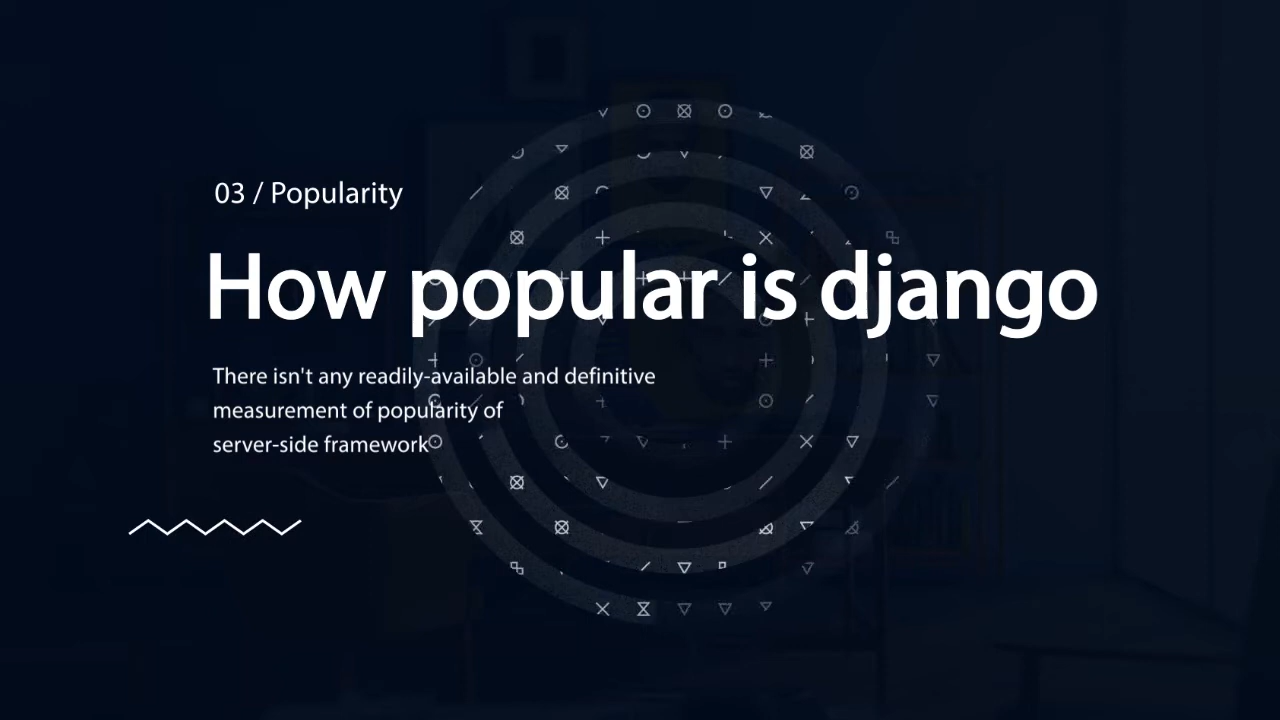 03 / Popularity
How popular is django
There isn't any readily-available and definitive
measurement of popularity of
server-side framework